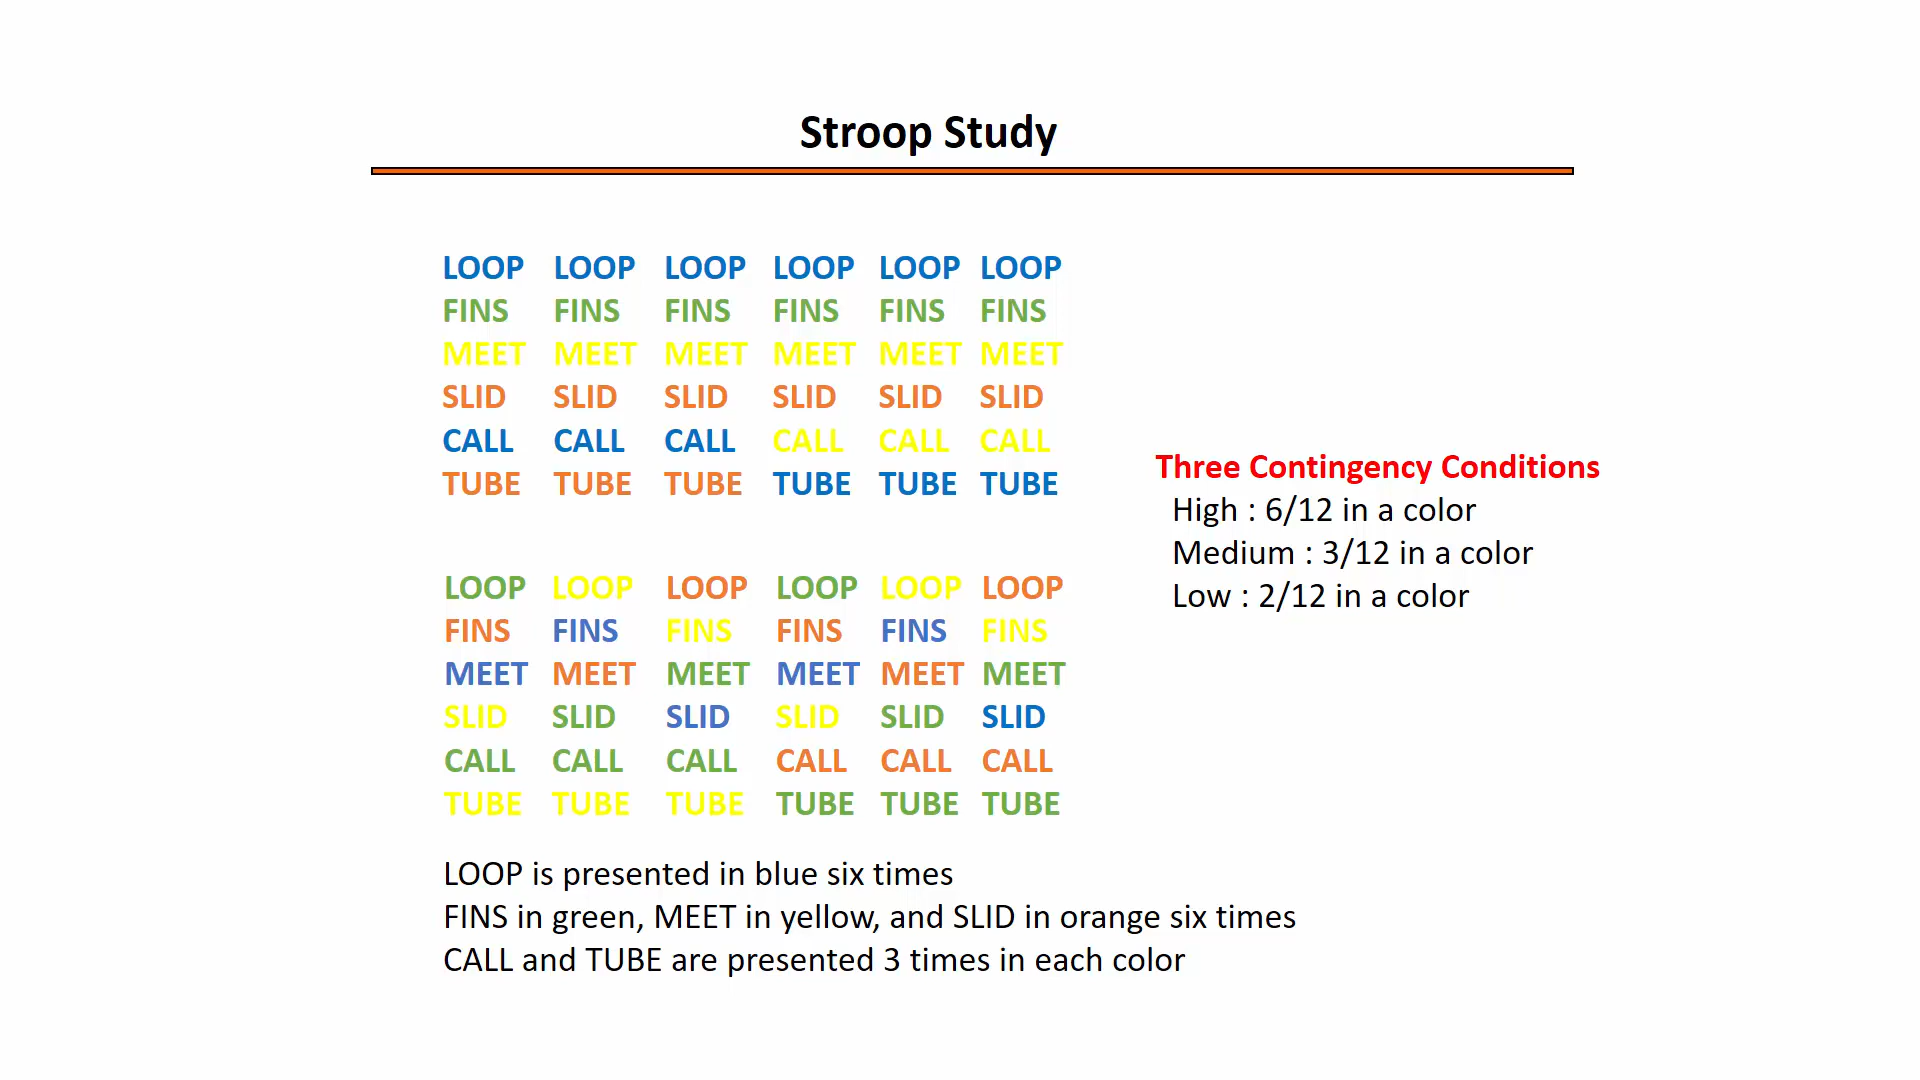 Stroop Study
LOOP LOOP LOOP LOOP LOOP LOOP
FINS FINS FINS FINS FINS FINS
MEET MEET MEET MEET MEET MEET
SLID SLID SLID SLID SLID SLID
CALL CALL CALL CALL CALL CALL
TUBE TUBE TUBE TUBE TUBE TUBE
Three Contingency Conditions
High : 6/12 in a color
Medium : 3/12 in a color
Low : 2/12 in a color
LOOP LOOP LOOP LOOP LOOP LOOP
FINS FINS FINS FINS FINS FINS
MEET MEET MEET MEET MEET MEET
SLID SLID SLID SLID SLID SLID
CALL CALL CALL CALL CALL CALL
TUBE TUBE TUBE TUBE TUBE TUBE
LOOP is presented in blue six times
FINS in green, MEET in yellow, and SLID in orange six times
CALL and TUBE are presented 3 times in each color